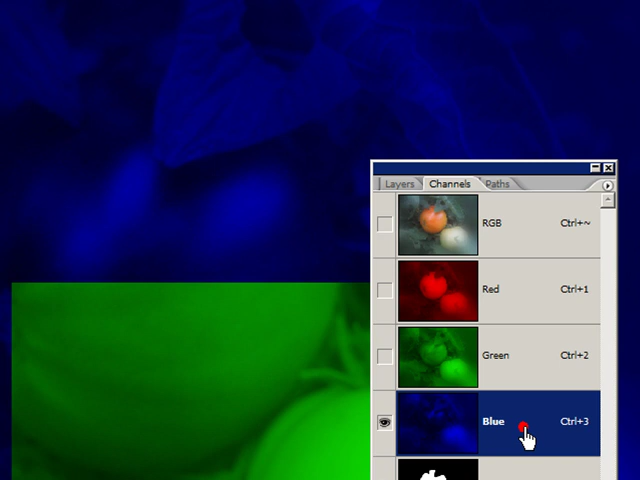 Layers Channels Paths
RGB Ctrl+~
Red Ctrl+1
Green Ctrl+2
Blue Ctrl+3